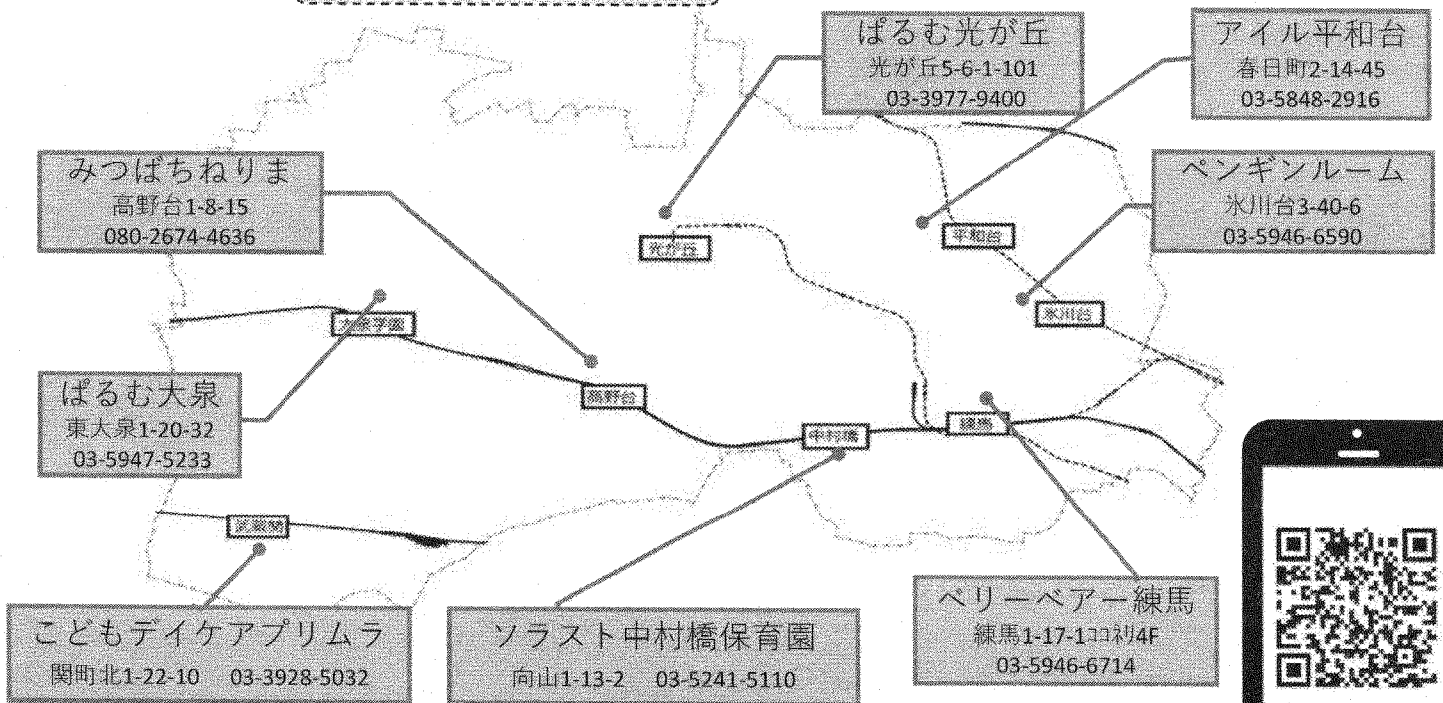 ぱるむ光が丘
光が丘5-6-1-101
03-3977-9400
アイル平和台
春日町2-14-45
03-5848-2916
みつばちねりま
高野台1-8-15
080-2674-4636
ペンギンルーム
氷川台3-40-6
03-5946-6590
光が丘
平和台
氷川台
大泉学園
高野台
ぱるむ大泉
東大泉1-20-32
03-5947-5233
中村橋
練馬
武蔵関
こどもデイケアプリムラ
関町北1-22-10 03-3928-5032
ソラスト中村橋保育園
向山1-13-2 03-5241-5110
ベリーベアー練馬
練馬1-17-1ココネリ4F
03-5946-6714